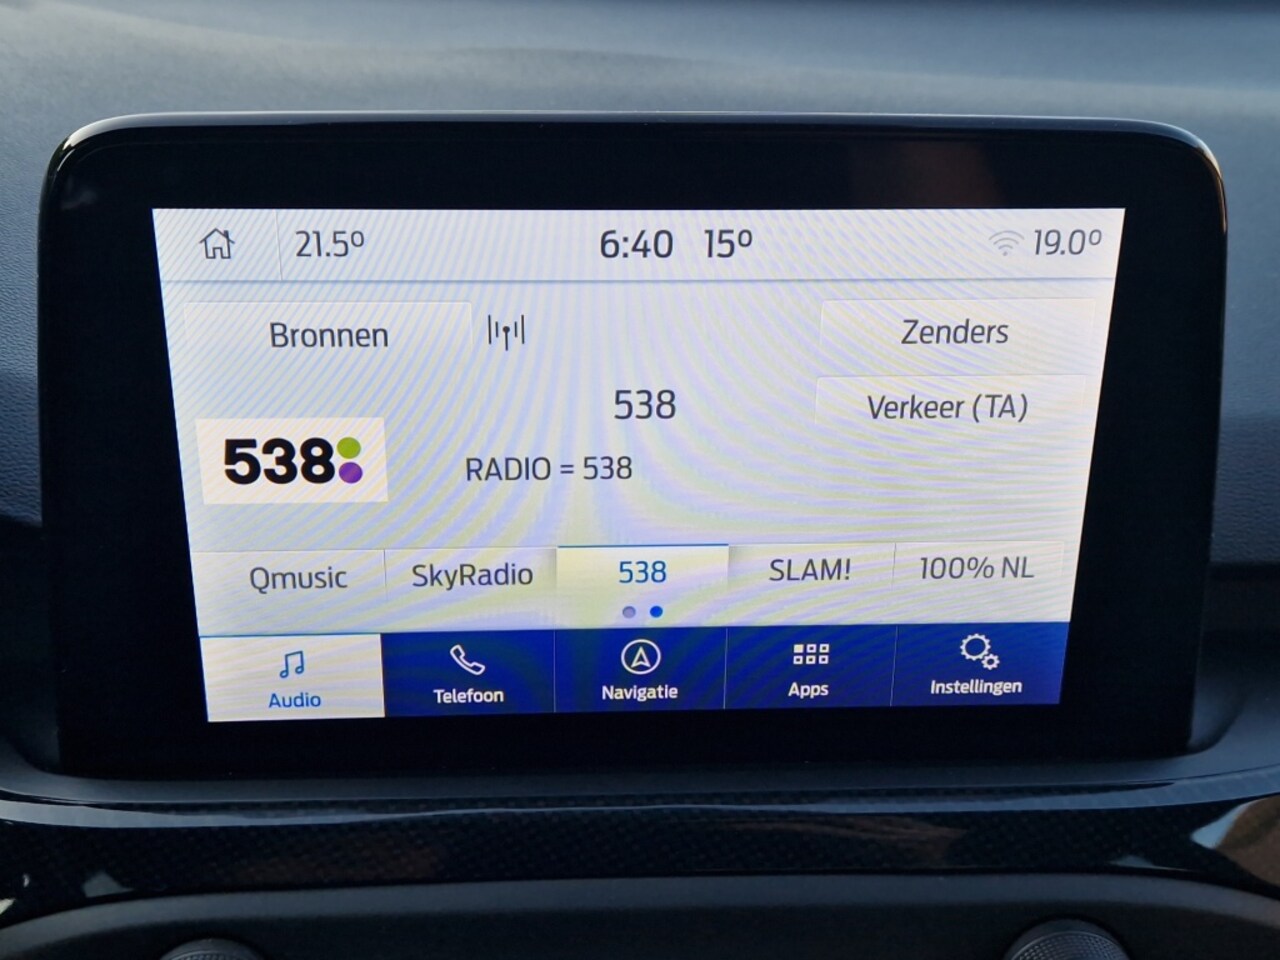 21.5° 6:40 15° 19.0°
Bronnen Zenders
538 Verkeer (TA)
538 RADIO = 538
Qmusic SkyRadio 538 SLAM! 100% NL
Audio Telefoon Navigatie Apps Instellingen